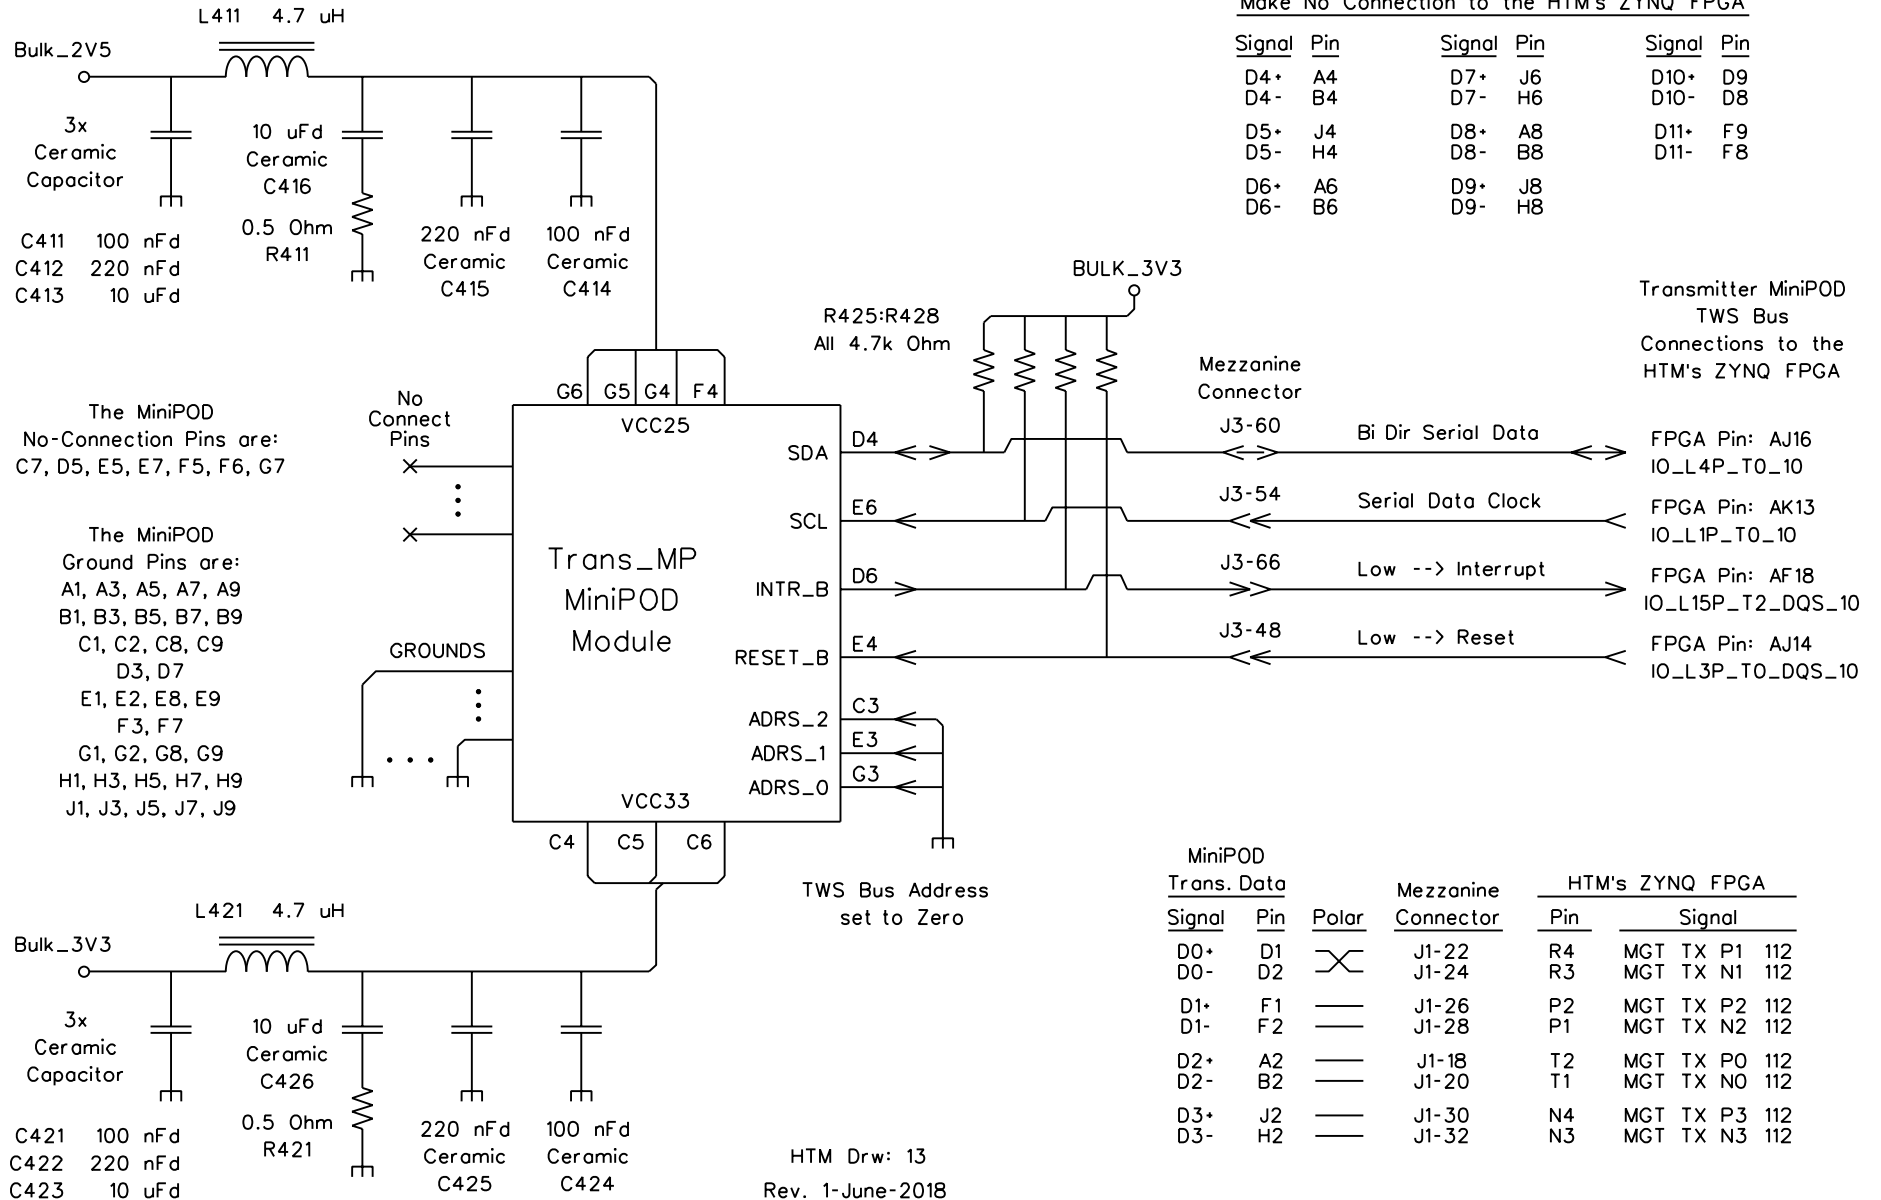 L411 4.7 uH
Bulk_2V5
3x
Ceramic
Capacitor
C411 100 nFd
C412 220 nFd
C413 10 uFd
10 uFd
Ceramic
C416
0.5 Ohm
R411
220 nFd
Ceramic
C415
100 nFd
Ceramic
C414
Make No Connection to the HTM's ZYNQ FPGA
Signal Pin Signal Pin Signal Pin
D4+ A4 D7+ J6 D10+ D9
D4- B4 D7- H6 D10- D8
D5+ J4 D8+ A8 D11+ F9
D5- H4 D8- B8 D11- F8
D6+ A6 D9+ J8
D6- B6 D9- H8
BULK_3V3
R425:R428
All 4.7k Ohm
Mezzanine
Connector
Transmitter MiniPOD
TWS Bus
Connections to the
HTM's ZYNQ FPGA
The MiniPOD
No-Connection Pins are:
C7, D5, E5, E7, F5, F6, G7
No
Connect
Pins
The MiniPOD
Ground Pins are:
A1, A3, A5, A7, A9
B1, B3, B5, B7, B9
C1, C2, C8, C9
D3, D7
E1, E2, E8, E9
F3, F7
G1, G2, G8, G9
H1, H3, H5, H7, H9
J1, J3, J5, J7, J9
GROUNDS
G6 G5 G4 F4
VCC25
Trans_MP
MiniPOD
Module
SDA D4 J3-60 Bi Dir Serial Data FPGA Pin: AJ16
IO_L4P_T0_10
SCL E6 J3-54 Serial Data Clock FPGA Pin: AK13
IO_L1P_T0_10
INTR_B D6 J3-66 Low --> Interrupt FPGA Pin: AF18
IO_L15P_T2_DQS_10
RESET_B E4 J3-48 Low --> Reset FPGA Pin: AJ14
IO_L3P_T0_DQS_10
ADRS_2 C3
ADRS_1 E3
ADRS_0 G3
VCC33
C4 C5 C6
TWS Bus Address
set to Zero
L421 4.7 uH
Bulk_3V3
3x
Ceramic
Capacitor
C421 100 nFd
C422 220 nFd
C423 10 uFd
10 uFd
Ceramic
C426
0.5 Ohm
R421
220 nFd
Ceramic
C425
100 nFd
Ceramic
C424
HTM Drw: 13
Rev. 1-June-2018
MiniPOD
Trans. Data Mezzanine HTM's ZYNQ FPGA
Signal Pin Polar Connector Pin Signal
D0+ D1 J1-22 R4 MGT TX P1 112
D0- D2 J1-24 R3 MGT TX N1 112
D1+ F1 J1-26 P2 MGT TX P2 112
D1- F2 J1-28 P1 MGT TX N2 112
D2+ A2 J1-18 T2 MGT TX P0 112
D2- B2 J1-20 T1 MGT TX N0 112
D3+ J2 J1-30 N4 MGT TX P3 112
D3- H2 J1-32 N3 MGT TX N3 112